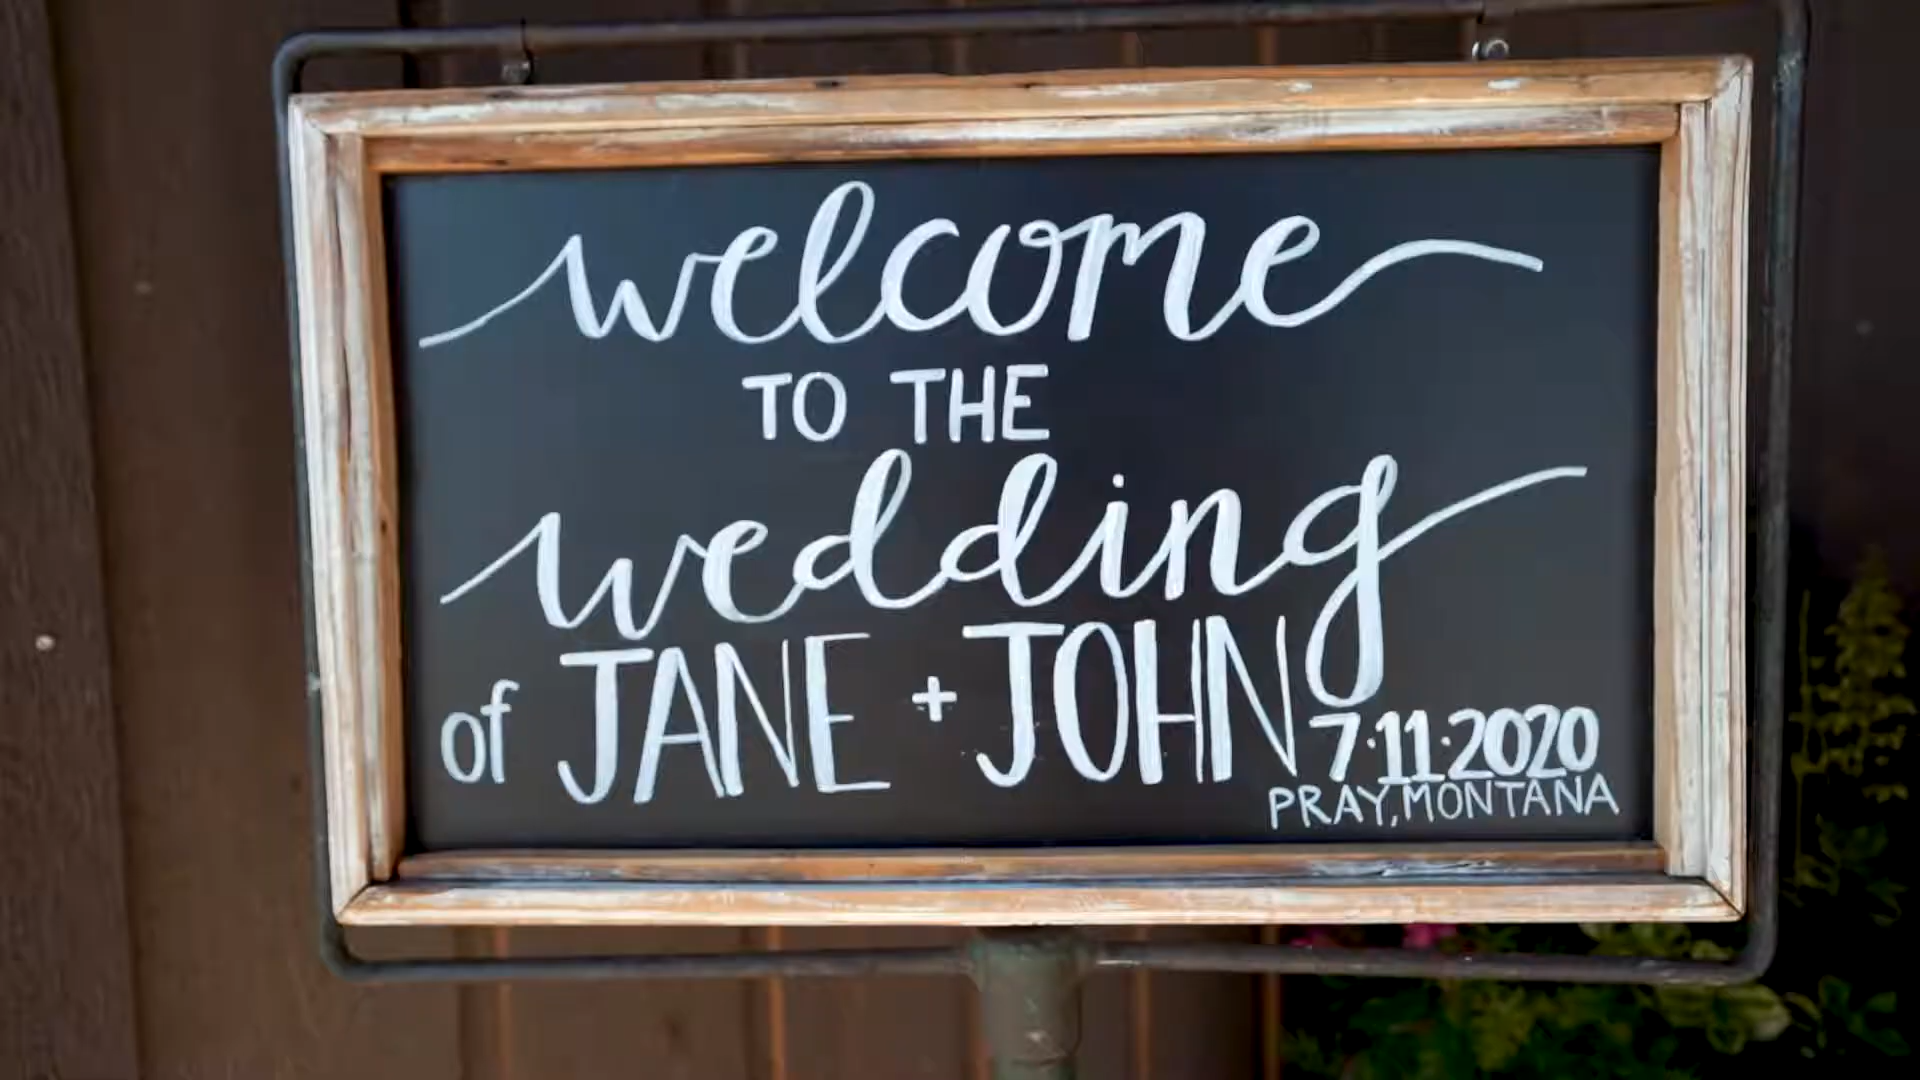 welcome
TO THE
wedding
of JANE + JOHN 7.11.2020
PRAY, MONTANA